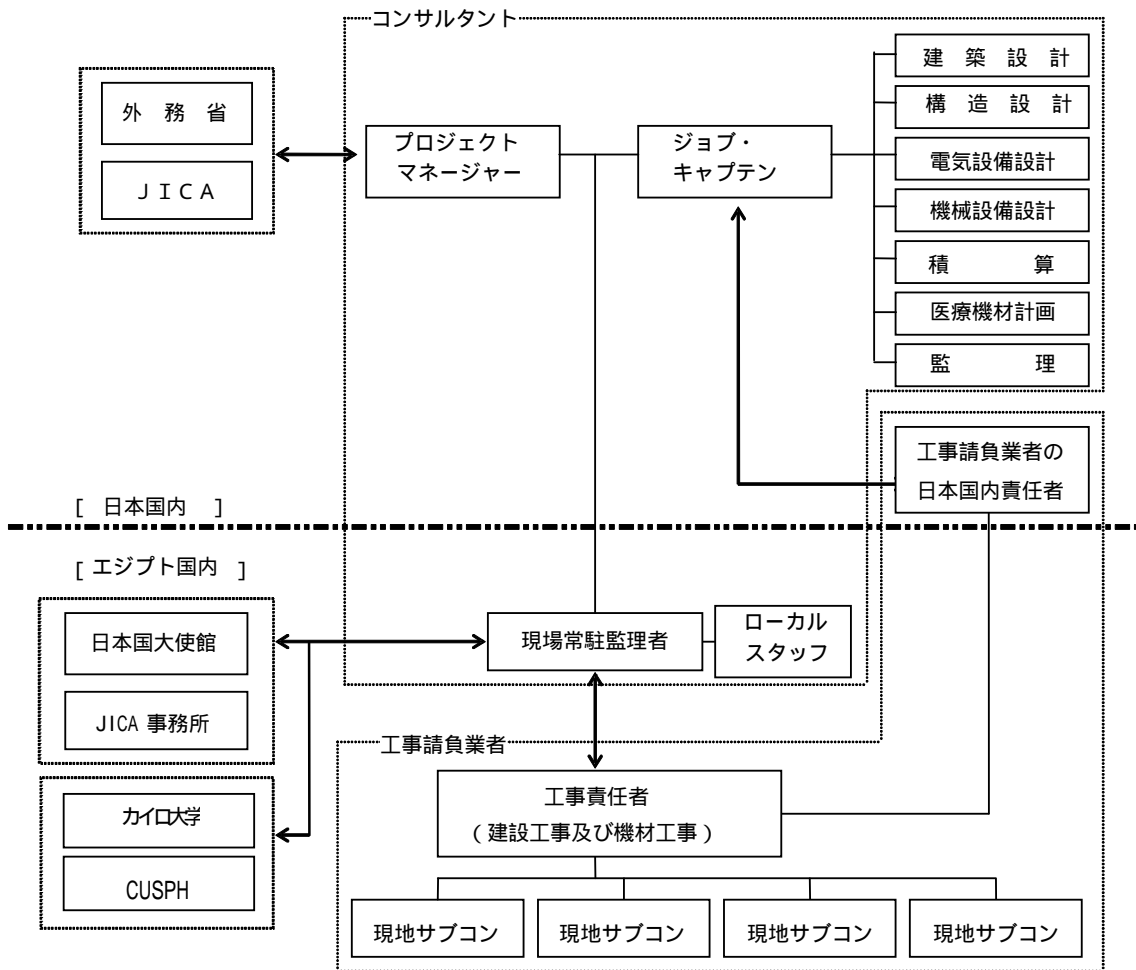 コンサルタント
外 務 省
ＪＩＣＡ
プロジェクト
マネージャー
ジョブ・
キャプテン
建 築 設 計
構 造 設 計
電気設備設計
機械設備設計
積 算
医療機材計画
監 理
工事請負業者の
日本国内責任者
[ 日本国内 ]
[ エジプト国内 ]
日本国大使館
JICA 事務所
カイロ大学
CUSPH
現場常駐監理者
ローカル
スタッフ
工事請負業者
工事責任者
（建設工事及び機材工事）
現地サブコン
現地サブコン
現地サブコン
現地サブコン